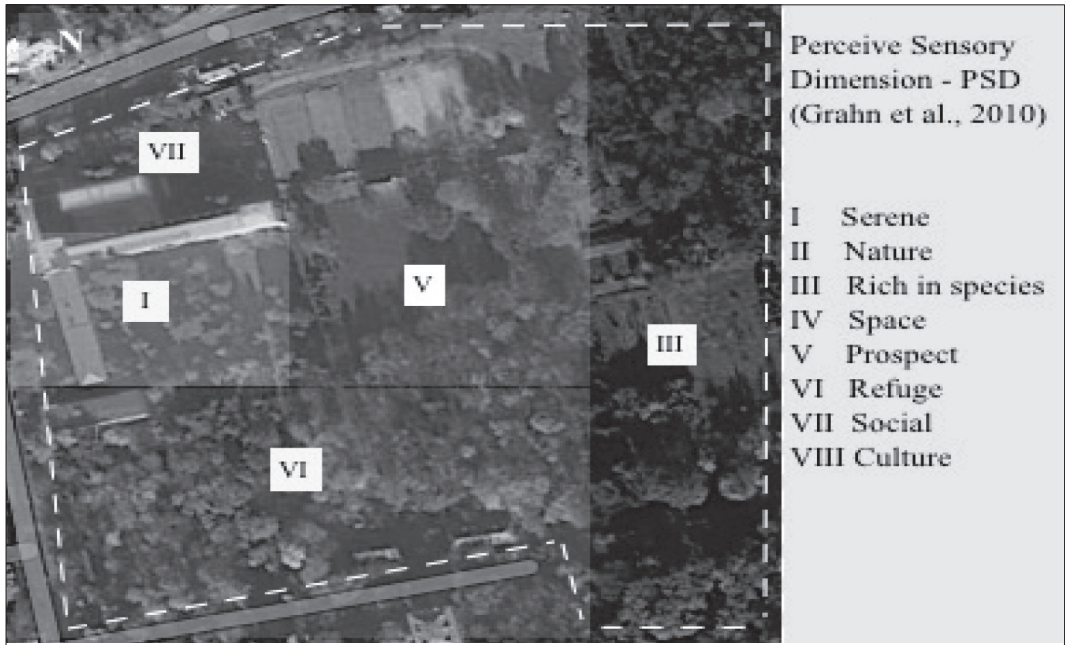 N
VII
I
V
III
VI
Perceive Sensory
Dimension - PSD
(Grahn et al., 2010)
I Serene
II Nature
III Rich in species
IV Space
V Prospect
VI Refuge
VII Social
VIII Culture